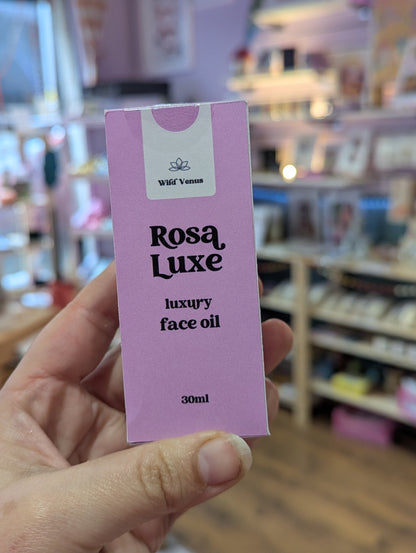 Wild Venus
Rosa
Luxe
luxury
face oil
30ml